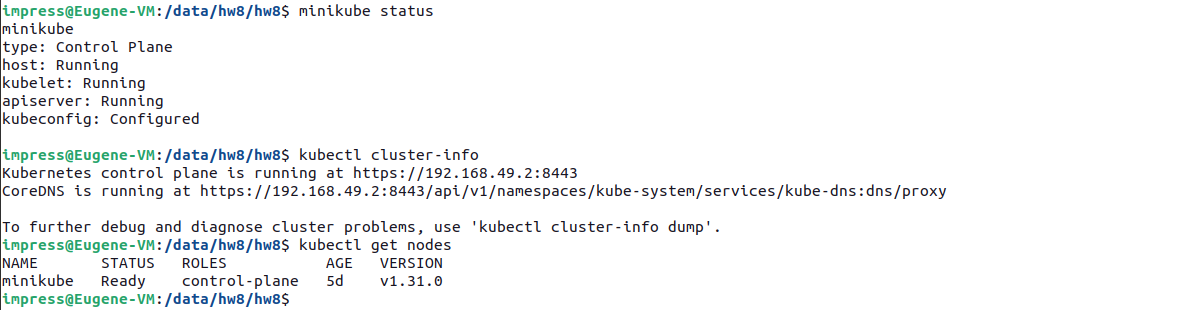 impress@Eugene-VM:/data/hw8/hw8$ minikube status
minikube
type: Control Plane
host: Running
kubelet: Running
apiserver: Running
kubeconfig: Configured

impress@Eugene-VM:/data/hw8/hw8$ kubectl cluster-info
Kubernetes control plane is running at https://192.168.49.2:8443
CoreDNS is running at https://192.168.49.2:8443/api/v1/namespaces/kube-system/services/kube-dns:dns/proxy

To further debug and diagnose cluster problems, use 'kubectl cluster-info dump'.
impress@Eugene-VM:/data/hw8/hw8$ kubectl get nodes
NAME       STATUS   ROLES           AGE   VERSION
minikube   Ready    control-plane   5d    v1.31.0
impress@Eugene-VM:/data/hw8/hw8$